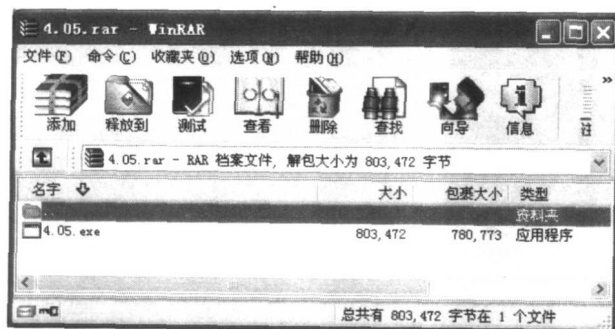 4.05.rar - WinRAR
文件(F) 命令(C) 收藏夹(O) 选项(N) 帮助(H)
添加 释放到 测试 查看 删除 查找 向导 信息 »
4.05.rar - RAR 档案文件, 解包大小为 803,472 字节
名字 大小 包裹大小 类型
.. 资料夹
4.05.exe 803,472 780,773 应用程序
总共有 803,472 字节在 1 个文件